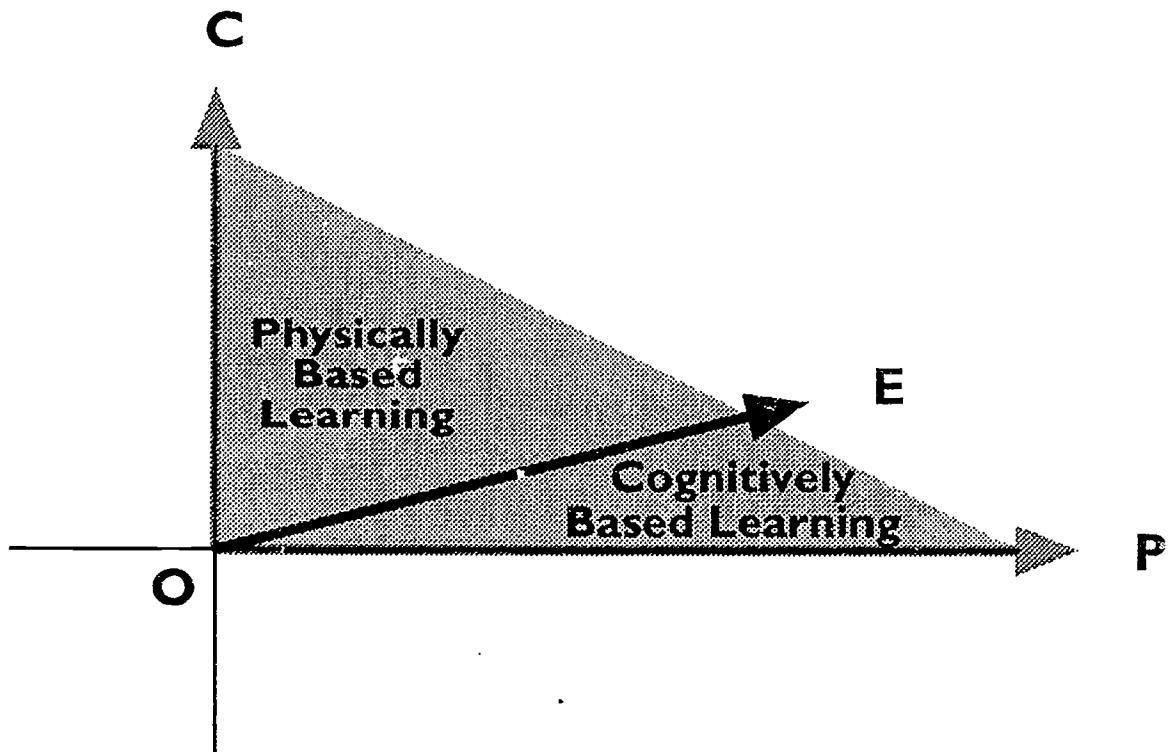 C
Physically
Based
Learning
E
Cognitively
Based Learning
P
O